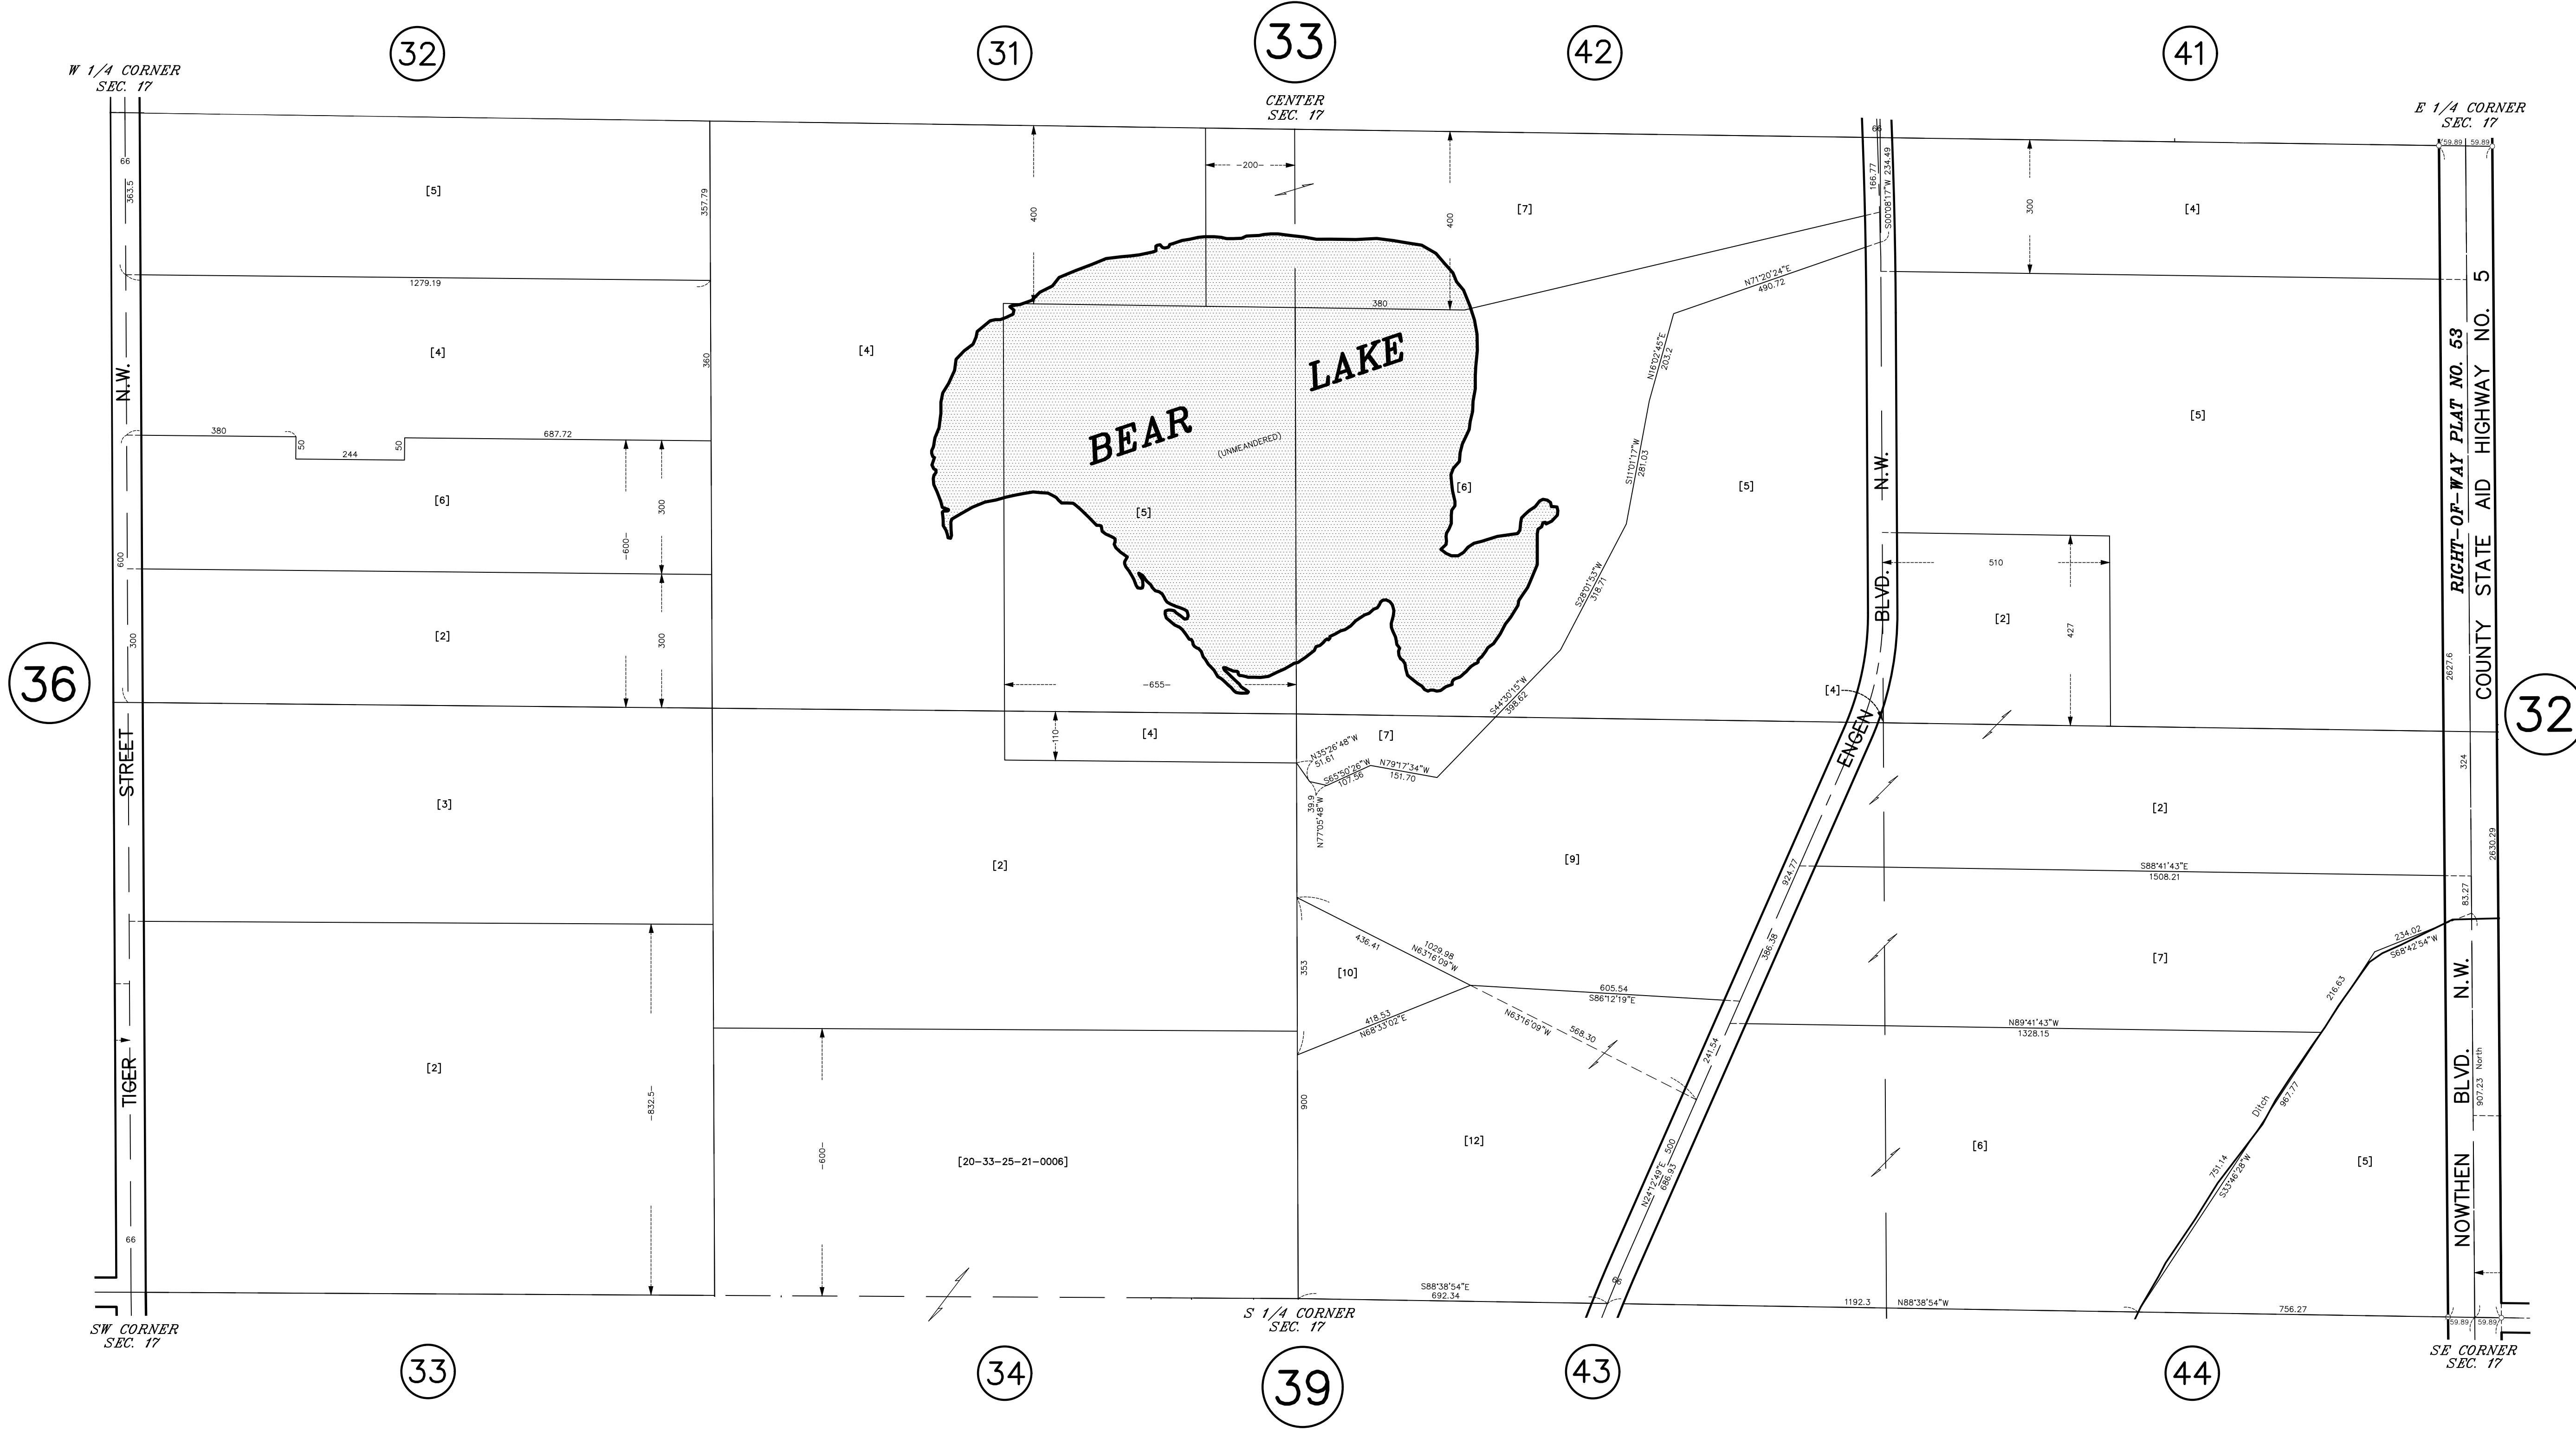 32
31
33
42
41
W 1/4 CORNER
SEC. 17
CENTER
SEC. 17
E 1/4 CORNER
SEC. 17
66
363.5
[5]
357.79
400
-200-
400
[7]
66
166.77
S00°08'17"W 234.49
300
[4]
59.89
59.89
1279.19
N71°20'24"E
490.72
380
N.W.
[4]
360
[4]
BEAR LAKE
(UNMEANDERED)
N16°02'45"E
203.2
RIGHT-OF-WAY PLAT NO. 53
COUNTY STATE AID HIGHWAY NO. 5
[5]
380
50
244
50
687.72
S11°01'17"W
281.03
N.W.
[6]
300
[5]
[6]
[5]
600
-600-
510
S28°01'53"W
318.71
BLVD.
[2]
427
300
[2]
300
2627.6
36
-655-
S44°30'15"W
398.62
[4]
32
STREET
-110-
[4]
[7]
N35°26'48"W
51.61
S65°50'26"W
107.56
N79°17'34"W
151.70
ENGEN
324
[3]
39.9
N77°05'48"W
[2]
2630.29
[2]
[9]
924.77
S88°41'43"E
1508.21
83.27
436.41
1029.98
N63°16'09"W
234.02
S68°42'54"W
386.38
353
[10]
[7]
605.54
S86°12'19"E
216.63
N.W.
418.53
N68°33'02"E
N63°16'09"W
568.30
N89°41'43"W
1328.15
241.54
TIGER
[2]
-832.5-
-600-
900
BLVD.
907.23 North
Ditch
967.77
[20-33-25-21-0006]
[12]
N24°12'49"E
500
686.93
[6]
751.14
S33°46'28"W
[5]
NOWTHEN
66
66
S88°38'54"E
692.34
1192.3
N88°38'54"W
756.27
59.89
59.89
SW CORNER
SEC. 17
S 1/4 CORNER
SEC. 17
SE CORNER
SEC. 17
33
34
39
43
44